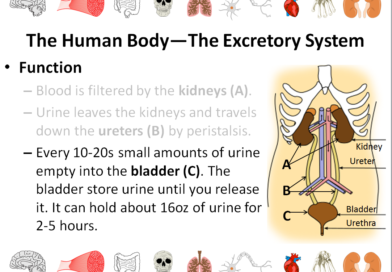 The Human Body—The Excretory System
• Function
– Blood is filtered by the kidneys (A).
– Urine leaves the kidneys and travels
down the ureters (B) by peristalsis.
– Every 10-20s small amounts of urine
empty into the bladder (C). The
bladder store urine until you release
it. It can hold about 16oz of urine for
2-5 hours.
Kidney
A
Ureter
B
C
Bladder
Urethra